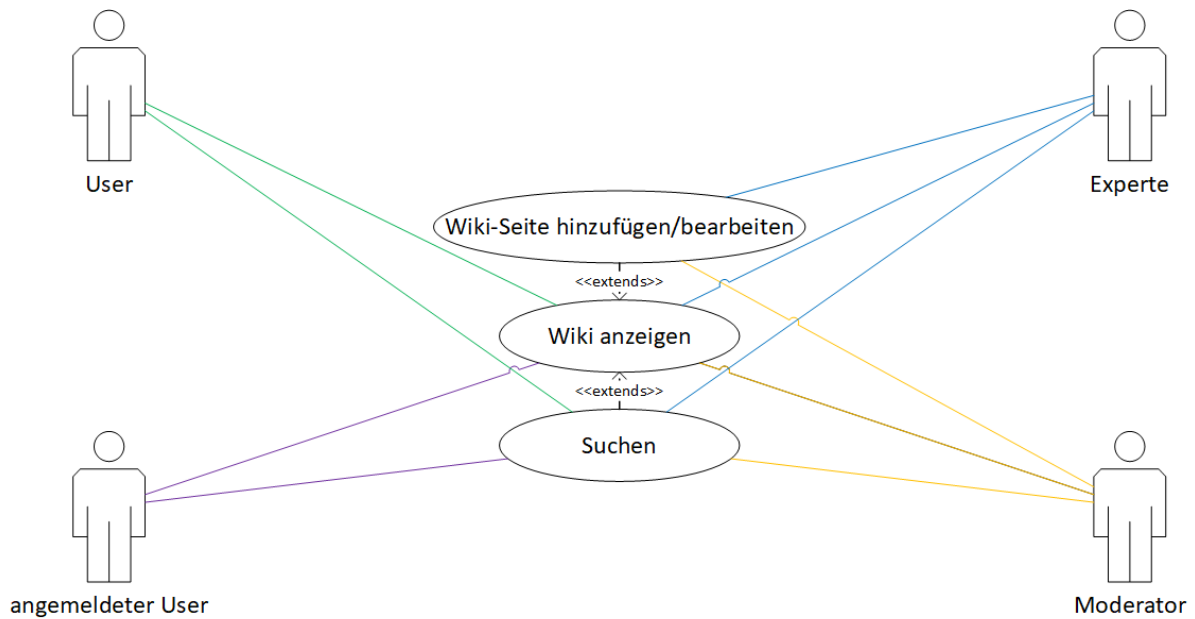 User
Experte
Wiki-Seite hinzufügen/bearbeiten
<<extends>>
Wiki anzeigen
<<extends>>
Suchen
angemeldeter User
Moderator